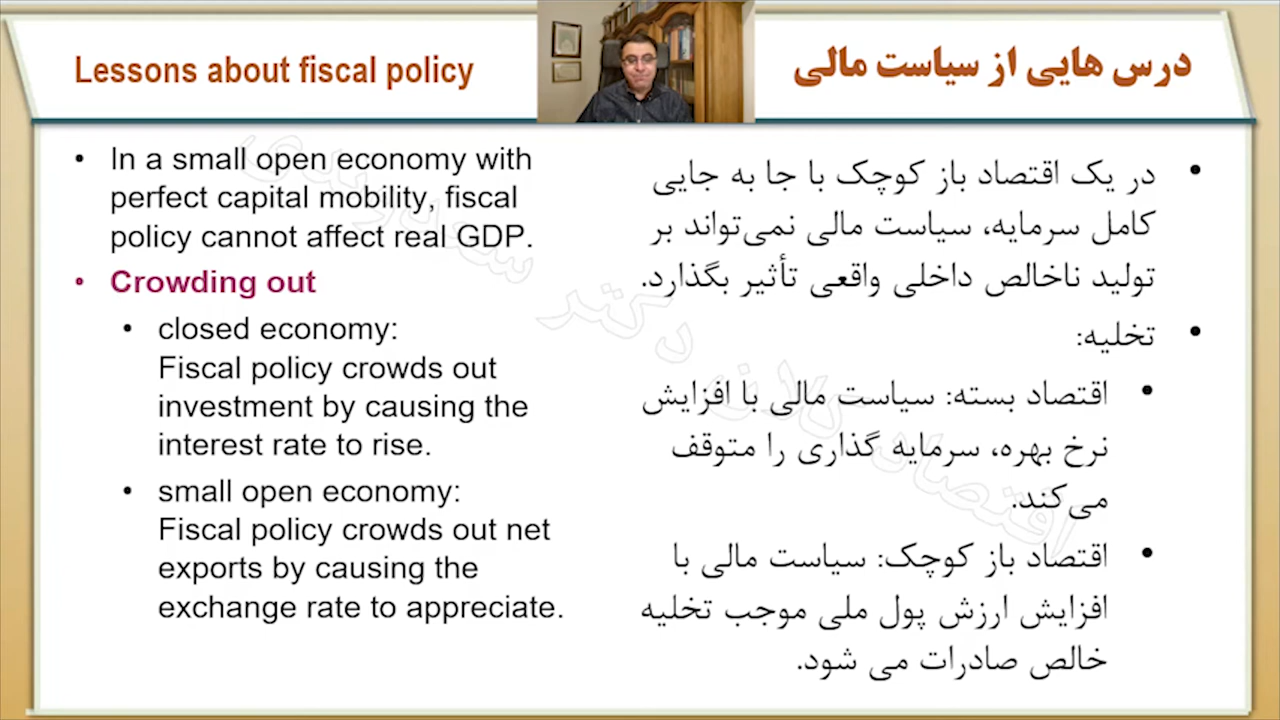 Lessons about fiscal policy
درس هایی از سیاست مالی
• In a small open economy with
perfect capital mobility, fiscal
policy cannot affect real GDP.
• Crowding out
• closed economy:
Fiscal policy crowds out
investment by causing the
interest rate to rise.
• small open economy:
Fiscal policy crowds out net
exports by causing the
exchange rate to appreciate.
• در یک اقتصاد باز کوچک با جا به جایی
کامل سرمایه، سیاست مالی نمی‌تواند بر
تولید ناخالص داخلی واقعی تأثیر بگذارد.
• تخلیه:
• اقتصاد بسته: سیاست مالی با افزایش
نرخ بهره، سرمایه گذاری را متوقف
می‌کند.
• اقتصاد باز کوچک: سیاست مالی با
افزایش ارزش پول ملی موجب تخلیه
خالص صادرات می شود.
اقتصاد کلان دکتر